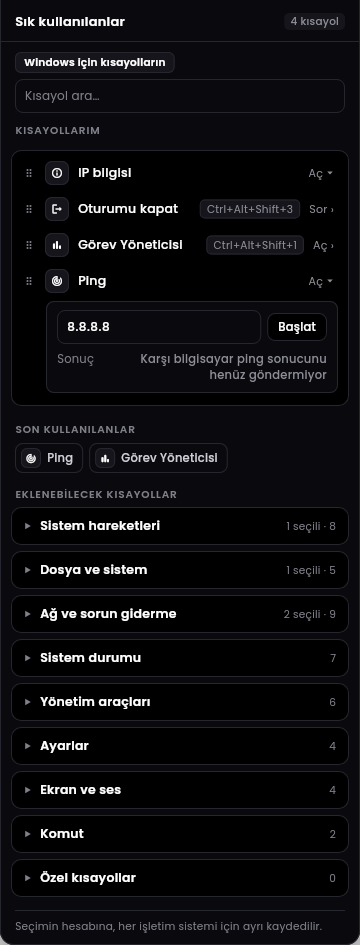 Sık kullanılanlar 4 kısayol
Windows için kısayolların
Kısayol ara...
KISAYOLLARIM
IP bilgisi Aç
Oturumu kapat Ctrl+Alt+Shift+3 Sor ›
Görev Yöneticisi Ctrl+Alt+Shift+1 Aç ›
Ping Aç
8.8.8.8 Başlat
Sonuç Karşı bilgisayar ping sonucunu
henüz göndermiyor
SON KULLANILANLAR
Ping Görev Yöneticisi
EKLENEBİLECEK KISAYOLLAR
Sistem hareketleri 1 seçili · 8
Dosya ve sistem 1 seçili · 5
Ağ ve sorun giderme 2 seçili · 9
Sistem durumu 7
Yönetim araçları 6
Ayarlar 4
Ekran ve ses 4
Komut 2
Özel kısayollar 0
Seçimin hesabına, her işletim sistemi için ayrı kaydedilir.